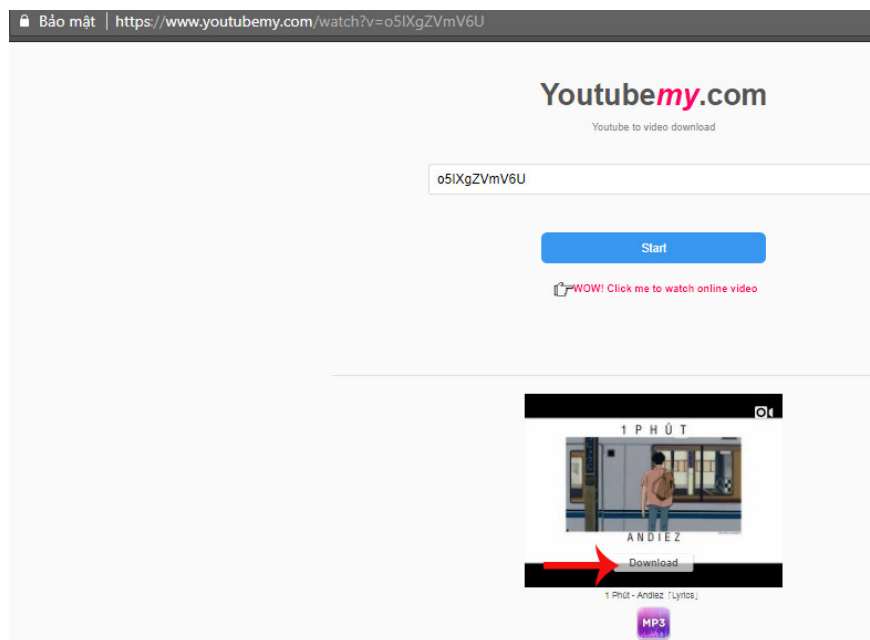 Bảo mật | https://www.youtubemy.com/watch?v=o5IXgZVmV6U
Youtubemy.com
Youtube to video download
o5IXgZVmV6U
Start
WOW! Click me to watch online video
1 PHÚT
ANDIEZ
Download
1 Phút - Andiez「Lyrics」
MP3